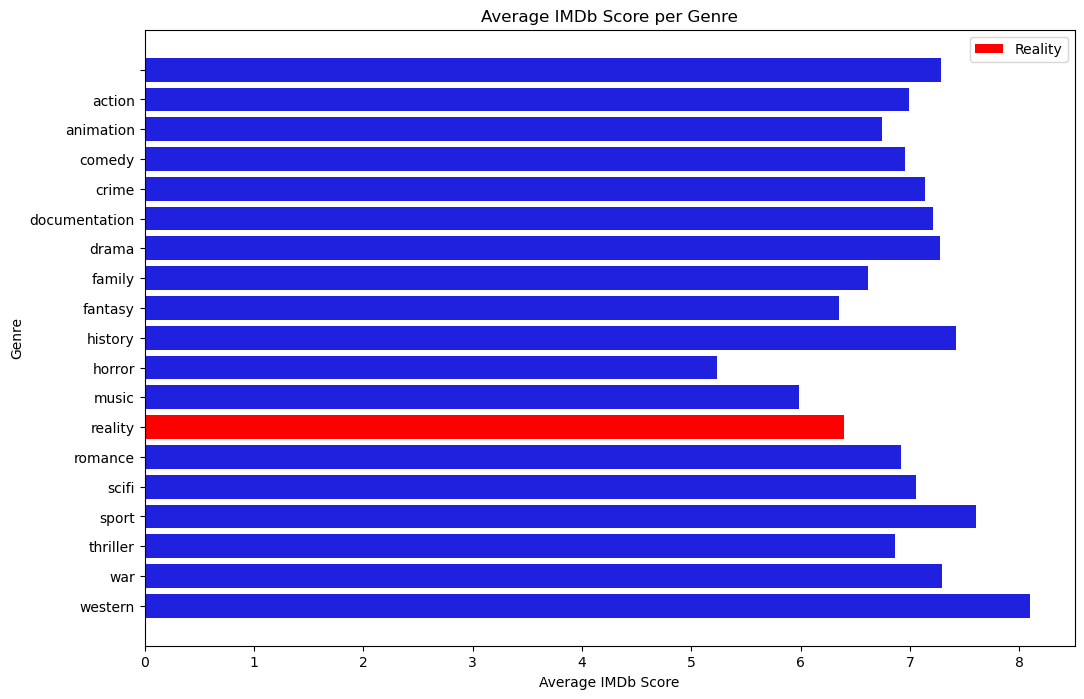 Average IMDb Score per Genre
Reality
action
animation
comedy
crime
documentation
drama
family
fantasy
history
horror
music
reality
romance
scifi
sport
thriller
war
western
Genre
0 1 2 3 4 5 6 7 8
Average IMDb Score